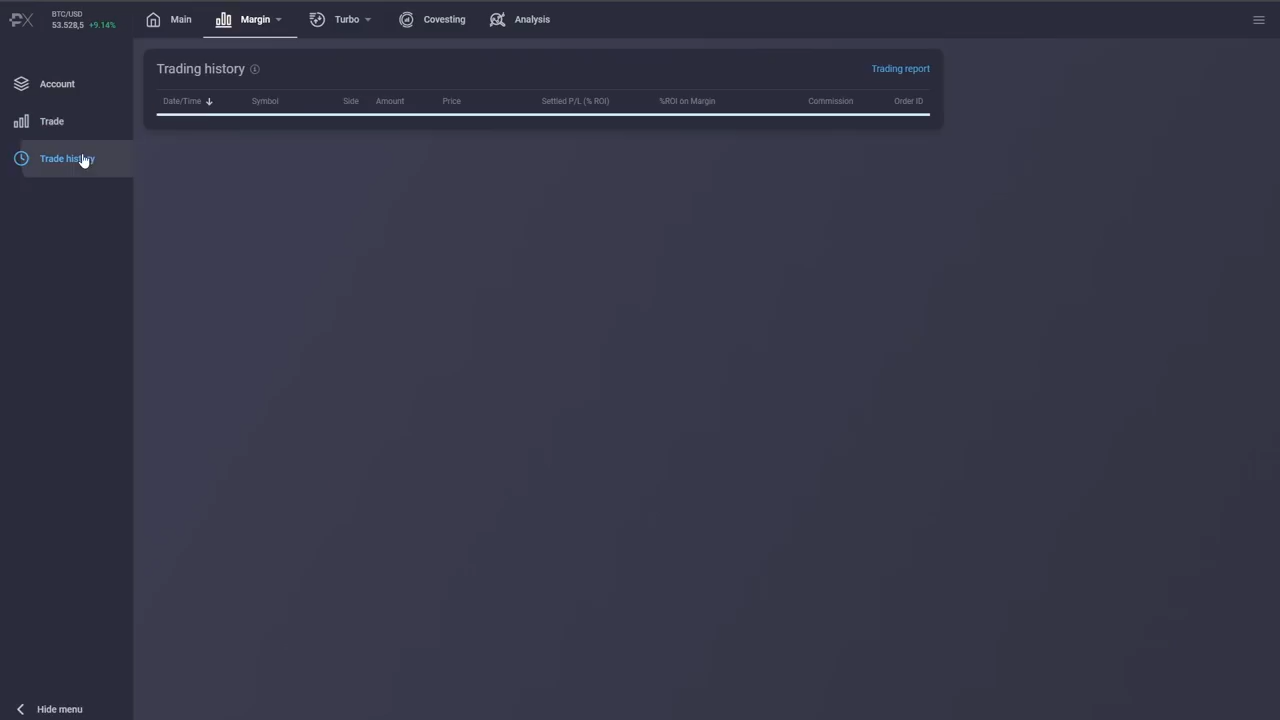 BTC/USD
53.528,5 +9.14%
Main
Margin
Turbo
Covesting
Analysis
Account
Trade
Trade history
Trading history
Trading report
Date/Time
Symbol
Side
Amount
Price
Settled P/L (% ROI)
%ROI on Margin
Commission
Order ID
Hide menu